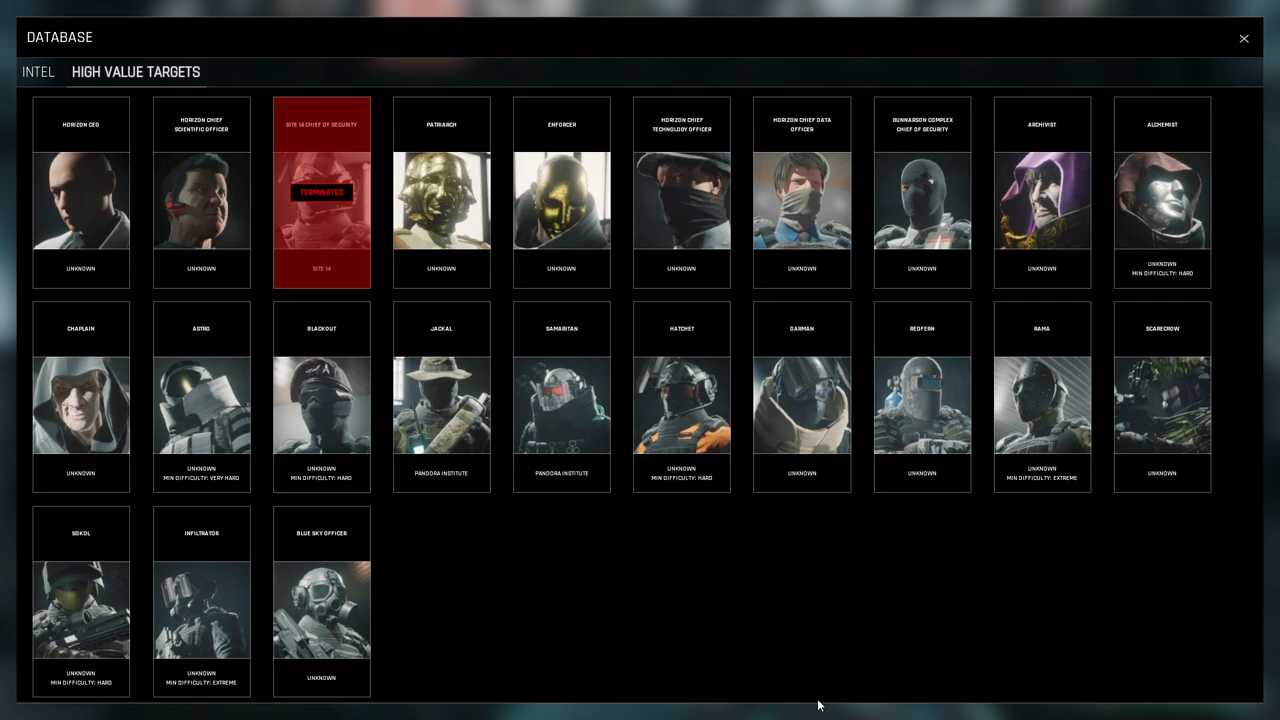 DATABASE
INTEL
HIGH VALUE TARGETS
HORIZON CEO
HORIZON CHIEF
SCIENTIFIC OFFICER
SITE 14 CHIEF OF SECURITY
PATRIARCH
ENFORCER
HORIZON CHIEF
TECHNOLOGY OFFICER
HORIZON CHIEF DATA
OFFICER
GUNNARSON COMPLEX
CHIEF OF SECURITY
ARCHIVIST
ALCHEMIST
TERMINATED
UNKNOWN
UNKNOWN
SITE 14
UNKNOWN
UNKNOWN
UNKNOWN
UNKNOWN
UNKNOWN
UNKNOWN
UNKNOWN
MIN DIFFICULTY: HARD
CHAPLAIN
ASTRO
BLACKOUT
JACKAL
SAMARITAN
HATCHET
DARMAN
REDFERN
RAMA
SCARECROW
UNKNOWN
UNKNOWN
MIN DIFFICULTY: VERY HARD
UNKNOWN
MIN DIFFICULTY: HARD
PANDORA INSTITUTE
PANDORA INSTITUTE
UNKNOWN
MIN DIFFICULTY: HARD
UNKNOWN
UNKNOWN
UNKNOWN
MIN DIFFICULTY: EXTREME
UNKNOWN
SOKOL
INFILTRATOR
BLUE SKY OFFICER
UNKNOWN
MIN DIFFICULTY: HARD
UNKNOWN
MIN DIFFICULTY: EXTREME
UNKNOWN